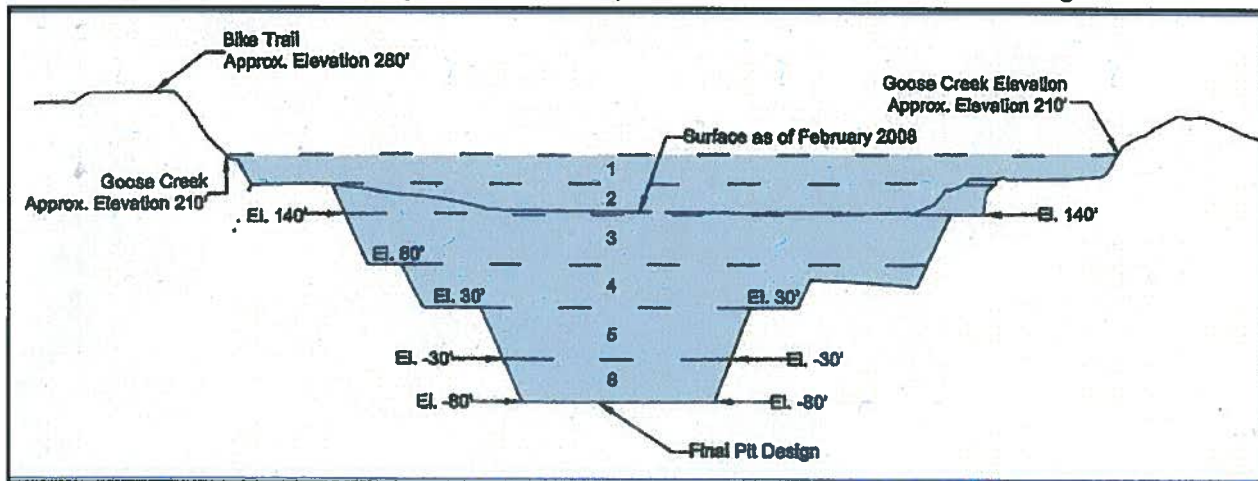 Bike Trail
Approx. Elevation 280'
Goose Creek Elevation
Approx. Elevation 210'
Surface as of February 2008
1
Goose Creek
Approx. Elevation 210'
2
El. 140'
El. 140'
3
El. 80'
4
El. 30'
El. 30'
5
El. -30'
El. -30'
6
El. -80'
El. -80'
Final Pit Design